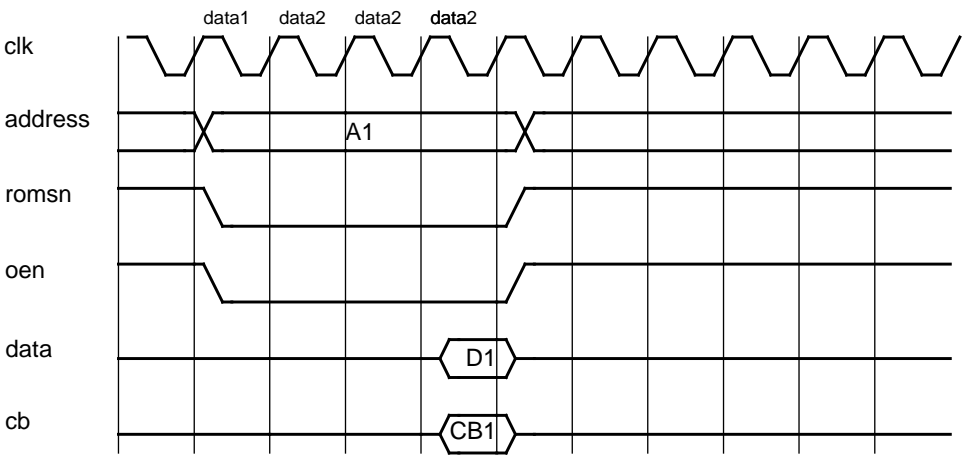 data1 data2 data2 data2
clk
address
A1
romsn
oen
data
D1
cb
CB1